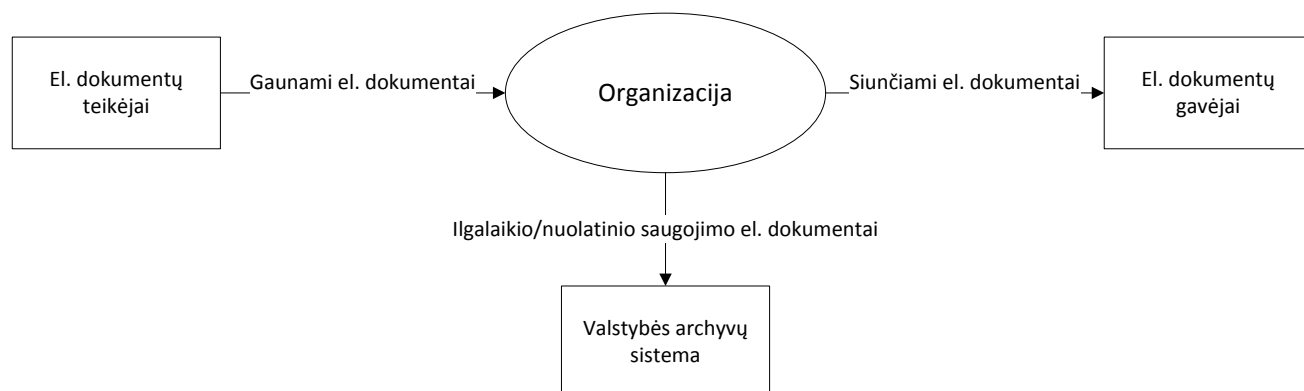 El. dokumentų
teikėjai
Gaunami el. dokumentai
Organizacija
Siunčiami el. dokumentai
El. dokumentų
gavėjai
Ilgalaikio/nuolatinio saugojimo el. dokumentai
Valstybės archyvų
sistema